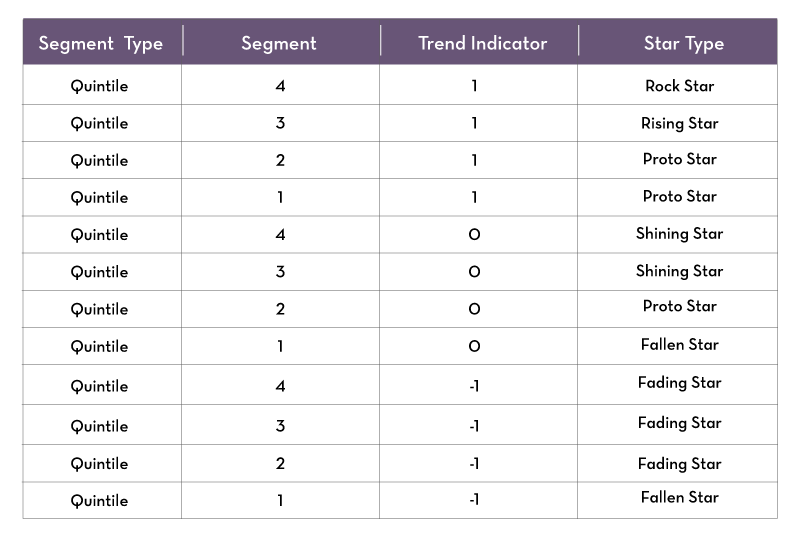 Segment Type Segment Trend Indicator Star Type
Quintile 4 1 Rock Star
Quintile 3 1 Rising Star
Quintile 2 1 Proto Star
Quintile 1 1 Proto Star
Quintile 4 0 Shining Star
Quintile 3 0 Shining Star
Quintile 2 0 Proto Star
Quintile 1 0 Fallen Star
Quintile 4 -1 Fading Star
Quintile 3 -1 Fading Star
Quintile 2 -1 Fading Star
Quintile 1 -1 Fallen Star